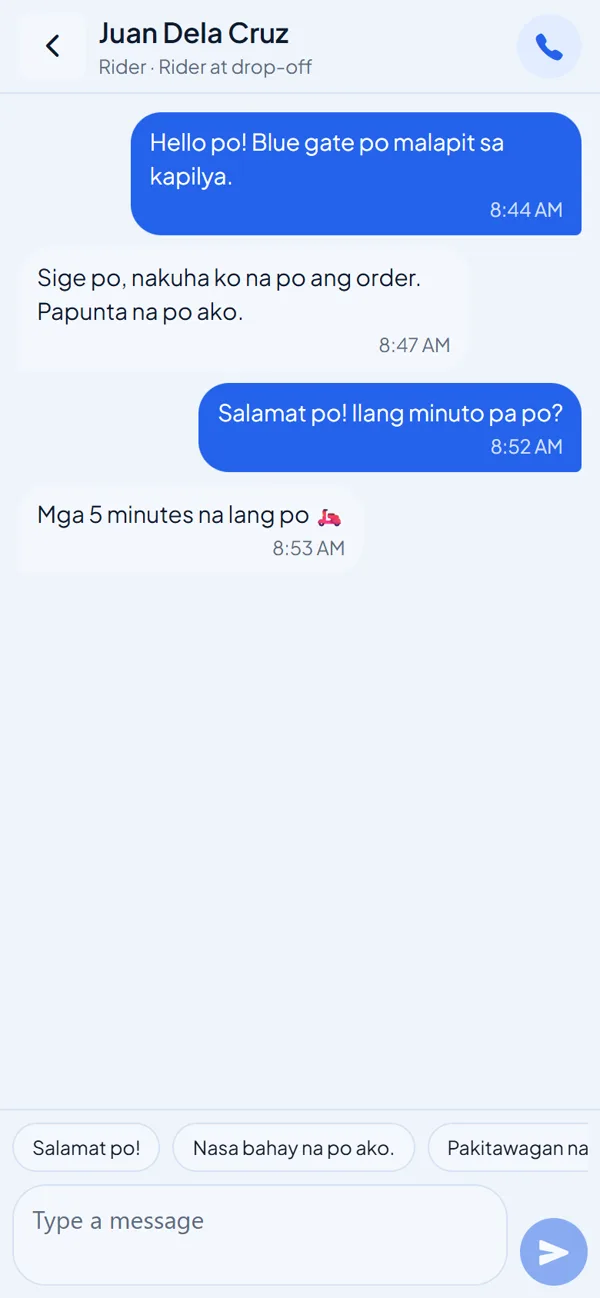 Juan Dela Cruz
Rider · Rider at drop-off
Hello po! Blue gate po malapit sa
kapilya.
8:44 AM
Sige po, nakuha ko na po ang order.
Papunta na po ako.
8:47 AM
Salamat po! Ilang minuto pa po?
8:52 AM
Mga 5 minutes na lang po 🛵
8:53 AM
Salamat po!
Nasa bahay na po ako.
Pakitawagan na
Type a message